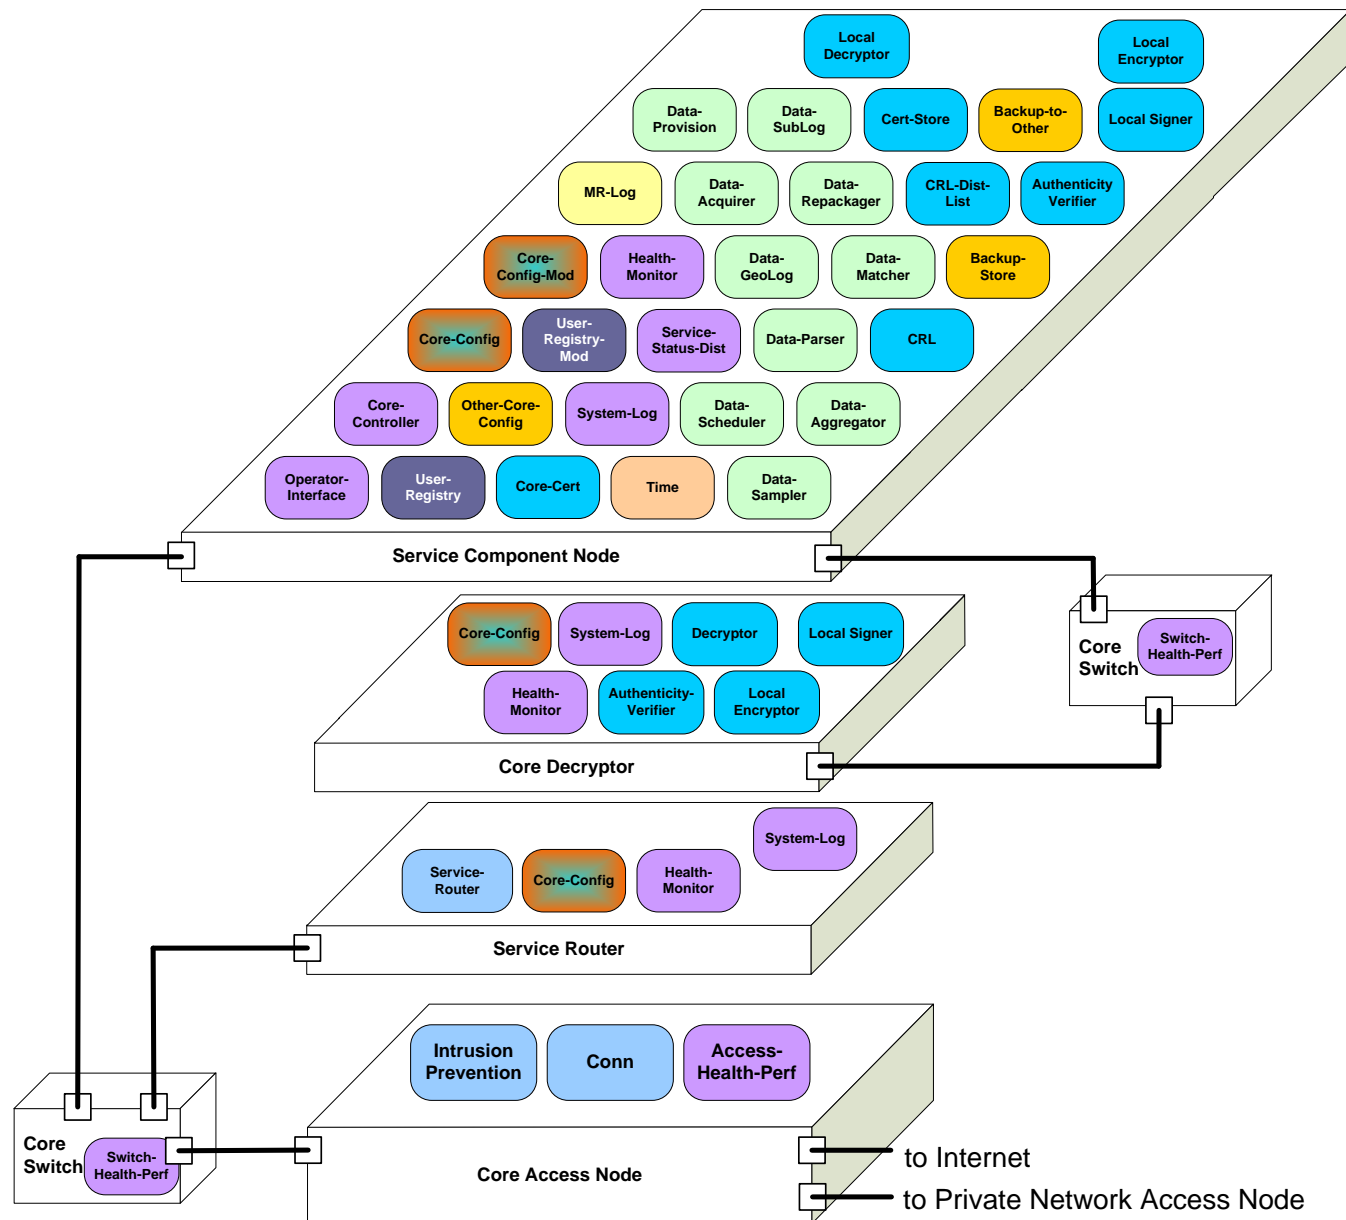 Local
Decryptor
Local
Encryptor
Data-
Provision
Data-
SubLog
Cert-Store
Backup-to-
Other
Local Signer
MR-Log
Data-
Acquirer
Data-
Repackager
CRL-Dist-
List
Authenticity
Verifier
Core-
Config-Mod
Health-
Monitor
Data-
GeoLog
Data-
Matcher
Backup-
Store
Core-Config
User-
Registry-
Mod
Service-
Status-Dist
Data-Parser
CRL
Core-
Controller
Other-Core-
Config
System-Log
Data-
Scheduler
Data-
Aggregator
Operator-
Interface
User-
Registry
Core-Cert
Time
Data-
Sampler
Service Component Node
Core-Config
System-Log
Decryptor
Local Signer
Health-
Monitor
Authenticity-
Verifier
Local
Encryptor
Core Decryptor
Core
Switch
Switch-
Health-Perf
System-Log
Service-
Router
Core-Config
Health-
Monitor
Service Router
Intrusion
Prevention
Conn
Access-
Health-Perf
Core
Switch
Switch-
Health-Perf
Core Access Node
to Internet
to Private Network Access Node